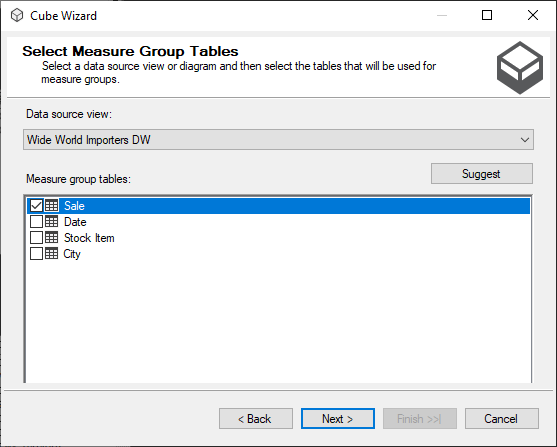 Cube Wizard
Select Measure Group Tables
Select a data source view or diagram and then select the tables that will be used for
measure groups.
Data source view:
Wide World Importers DW
Measure group tables:
Suggest
Sale
Date
Stock Item
City
< Back
Next >
Finish >>|
Cancel